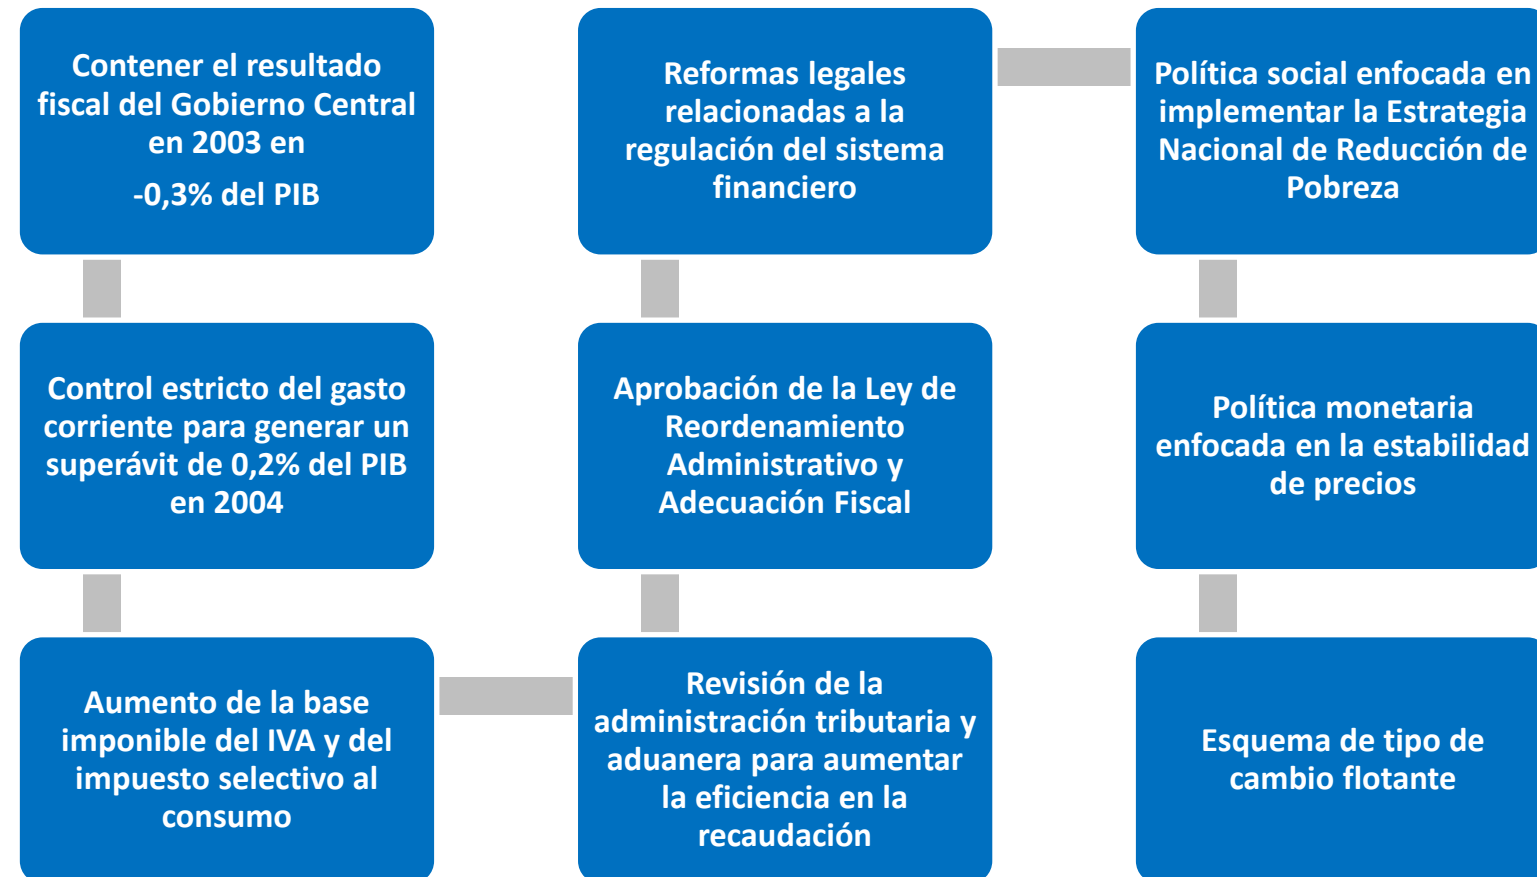 Contener el resultado
fiscal del Gobierno Central
en 2003 en
-0,3% del PIB
Control estricto del gasto
corriente para generar un
superávit de 0,2% del PIB
en 2004
Aumento de la base
imponible del IVA y del
impuesto selectivo al
consumo
Revisión de la
administración tributaria y
aduanera para aumentar
la eficiencia en la
recaudación
Aprobación de la Ley de
Reordenamiento
Administrativo y
Adecuación Fiscal
Reformas legales
relacionadas a la
regulación del sistema
financiero
Política social enfocada en
implementar la Estrategia
Nacional de Reducción de
Pobreza
Política monetaria
enfocada en la estabilidad
de precios
Esquema de tipo de
cambio flotante